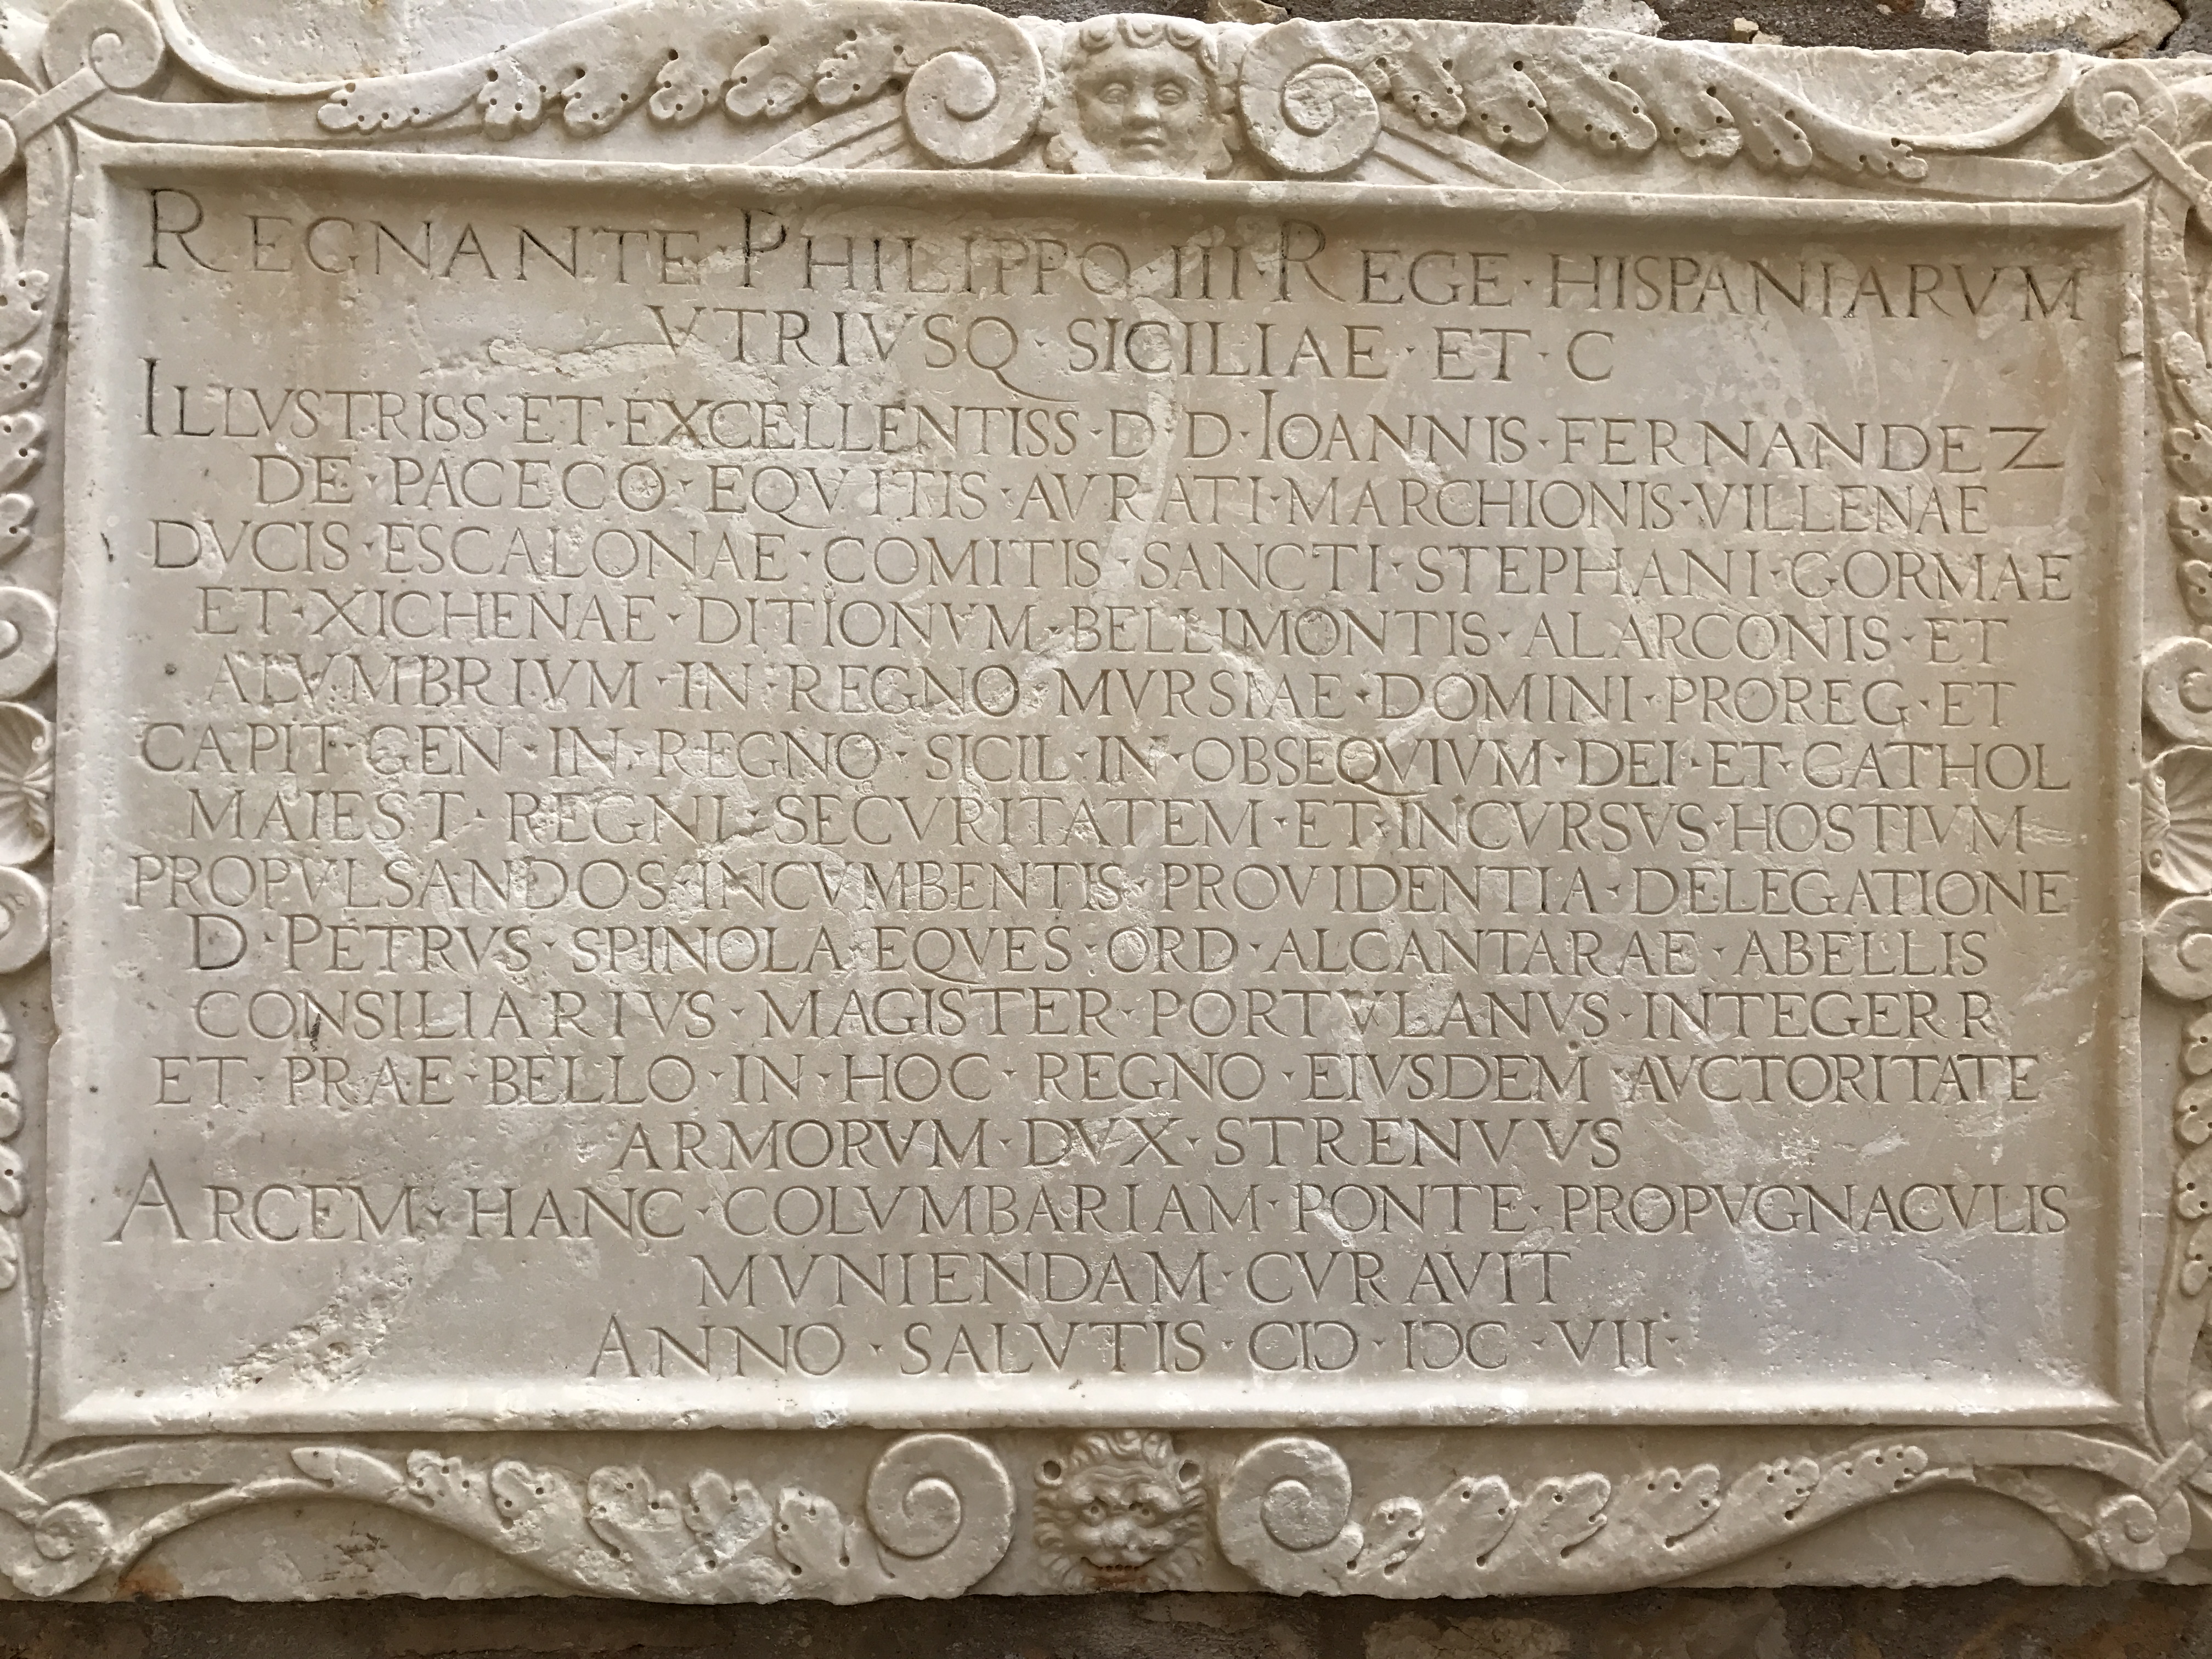 REGNANTE·PHILIPPO·III·REGE·HISPANIARVM
VTRIVSQ·SICILIAE·ET·C
ILLVSTRISS·ET·EXCELLENTISS·D·D·IOANNIS·FERNANDEZ
DE·PACECO·EQVITIS·AVRATI·MARCHIONIS·VILLENAE
DVCIS·ESCALONAE·COMITIS·SANCTI·STEPHANI·GORMAE
ET·XICHENAE·DITIONVM·BELLIMONTIS·ALARCONIS·ET
ALVMBRIVM·IN·REGNO MVRSIAE·DOMINI·PROREG·ET
CAPIT·GEN·IN·REGNO·SICIL·IN·OBSEQVIVM·DEI·ET·CATHOL
MAIEST·REGNI·SECVRITATEM·ET·INCVRSVS·HOSTIVM
PROPVLSANDOS·INCVMBENTIS·PROVIDENTIA·DELEGATIONE
D·PETRVS·SPINOLA·EQVES·ORD·ALCANTARAE·ABELLIS
CONSILIARIVS·MAGISTER·PORTVLANVS·INTEGERR
ET·PRAE·BELLO·IN·HOC·REGNO·EIVSDEM·AVCTORITATE
ARMORVM·DVX·STRENVVS
ARCEM·HANC·COLVMBARIAM·PONTE·PROPVGNACVLIS
MVNIENDAM·CVRAVIT
ANNO·SALVTIS·CIↃ·IↃC·VII·